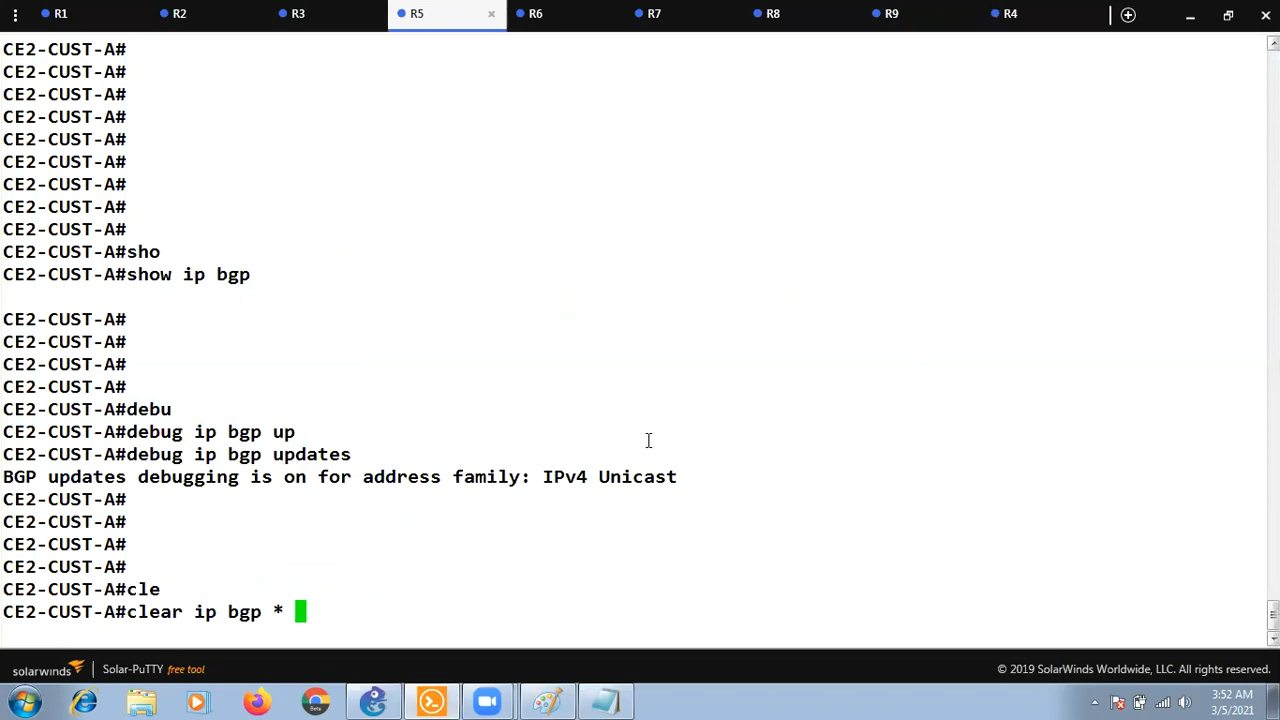 R1 R2 R3 R5 × R6 R7 R8 R9 R4
CE2-CUST-A#
CE2-CUST-A#
CE2-CUST-A#
CE2-CUST-A#
CE2-CUST-A#
CE2-CUST-A#
CE2-CUST-A#
CE2-CUST-A#
CE2-CUST-A#
CE2-CUST-A#sho
CE2-CUST-A#show ip bgp
CE2-CUST-A#
CE2-CUST-A#
CE2-CUST-A#
CE2-CUST-A#
CE2-CUST-A#debu
CE2-CUST-A#debug ip bgp up
CE2-CUST-A#debug ip bgp updates
BGP updates debugging is on for address family: IPv4 Unicast
CE2-CUST-A#
CE2-CUST-A#
CE2-CUST-A#
CE2-CUST-A#
CE2-CUST-A#cle
CE2-CUST-A#clear ip bgp *
solarwinds | Solar-PuTTY free tool © 2019 SolarWinds Worldwide, LLC. All rights reserved.
Beta
3:52 AM
3/5/2021